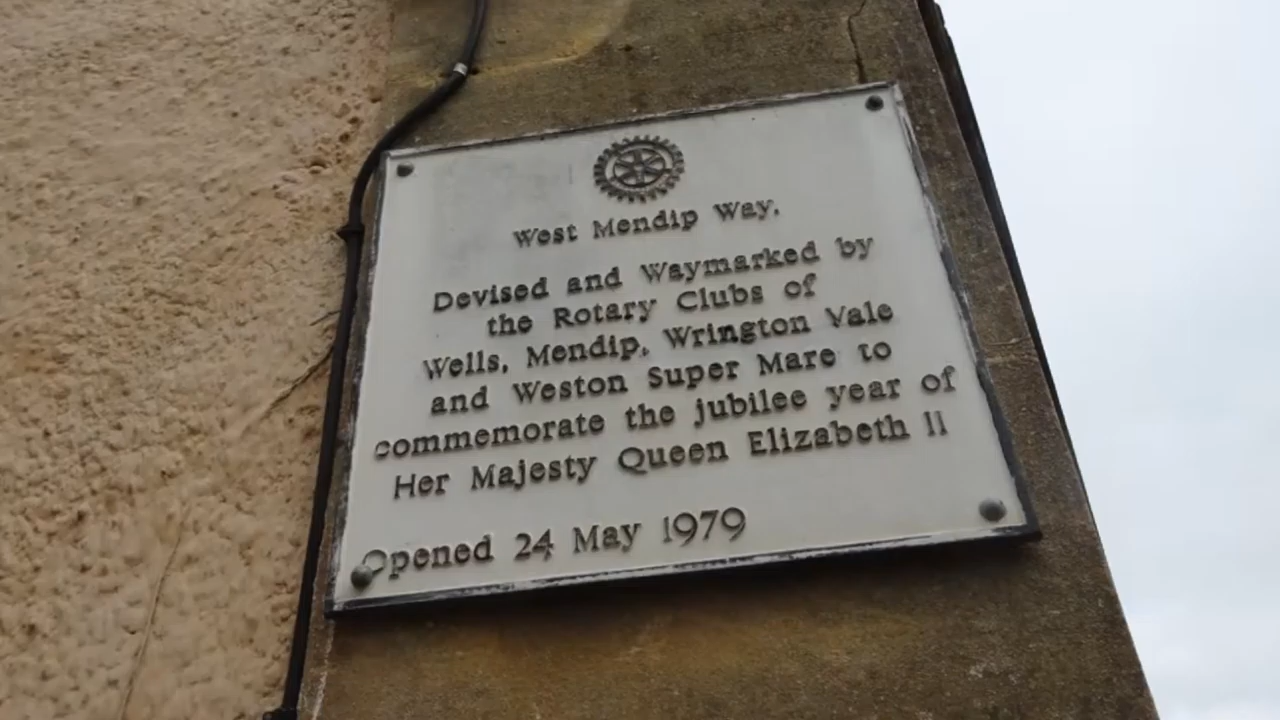 West Mendip Way.
Devised and Waymarked by
the Rotary Clubs of
Wells, Mendip, Wrington Vale
and Weston Super Mare to
commemorate the jubilee year of
Her Majesty Queen Elizabeth II
Opened 24 May 1979